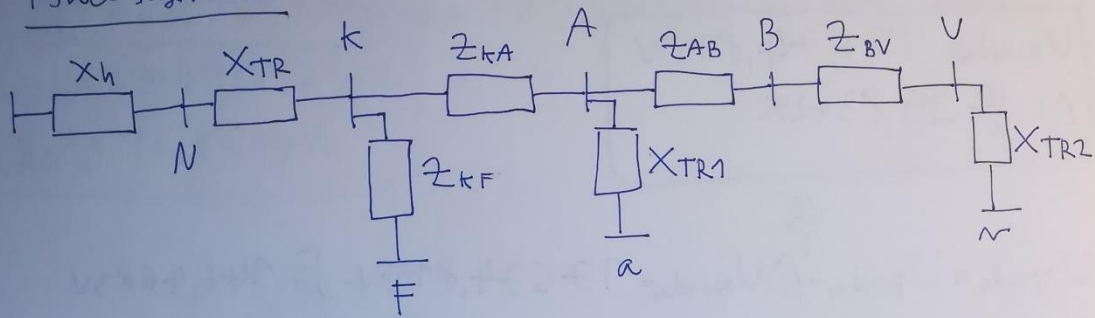 K A B V
Xh XTR ZKA ZAB ZBV
N ZKF XTR1 XTR2
F a